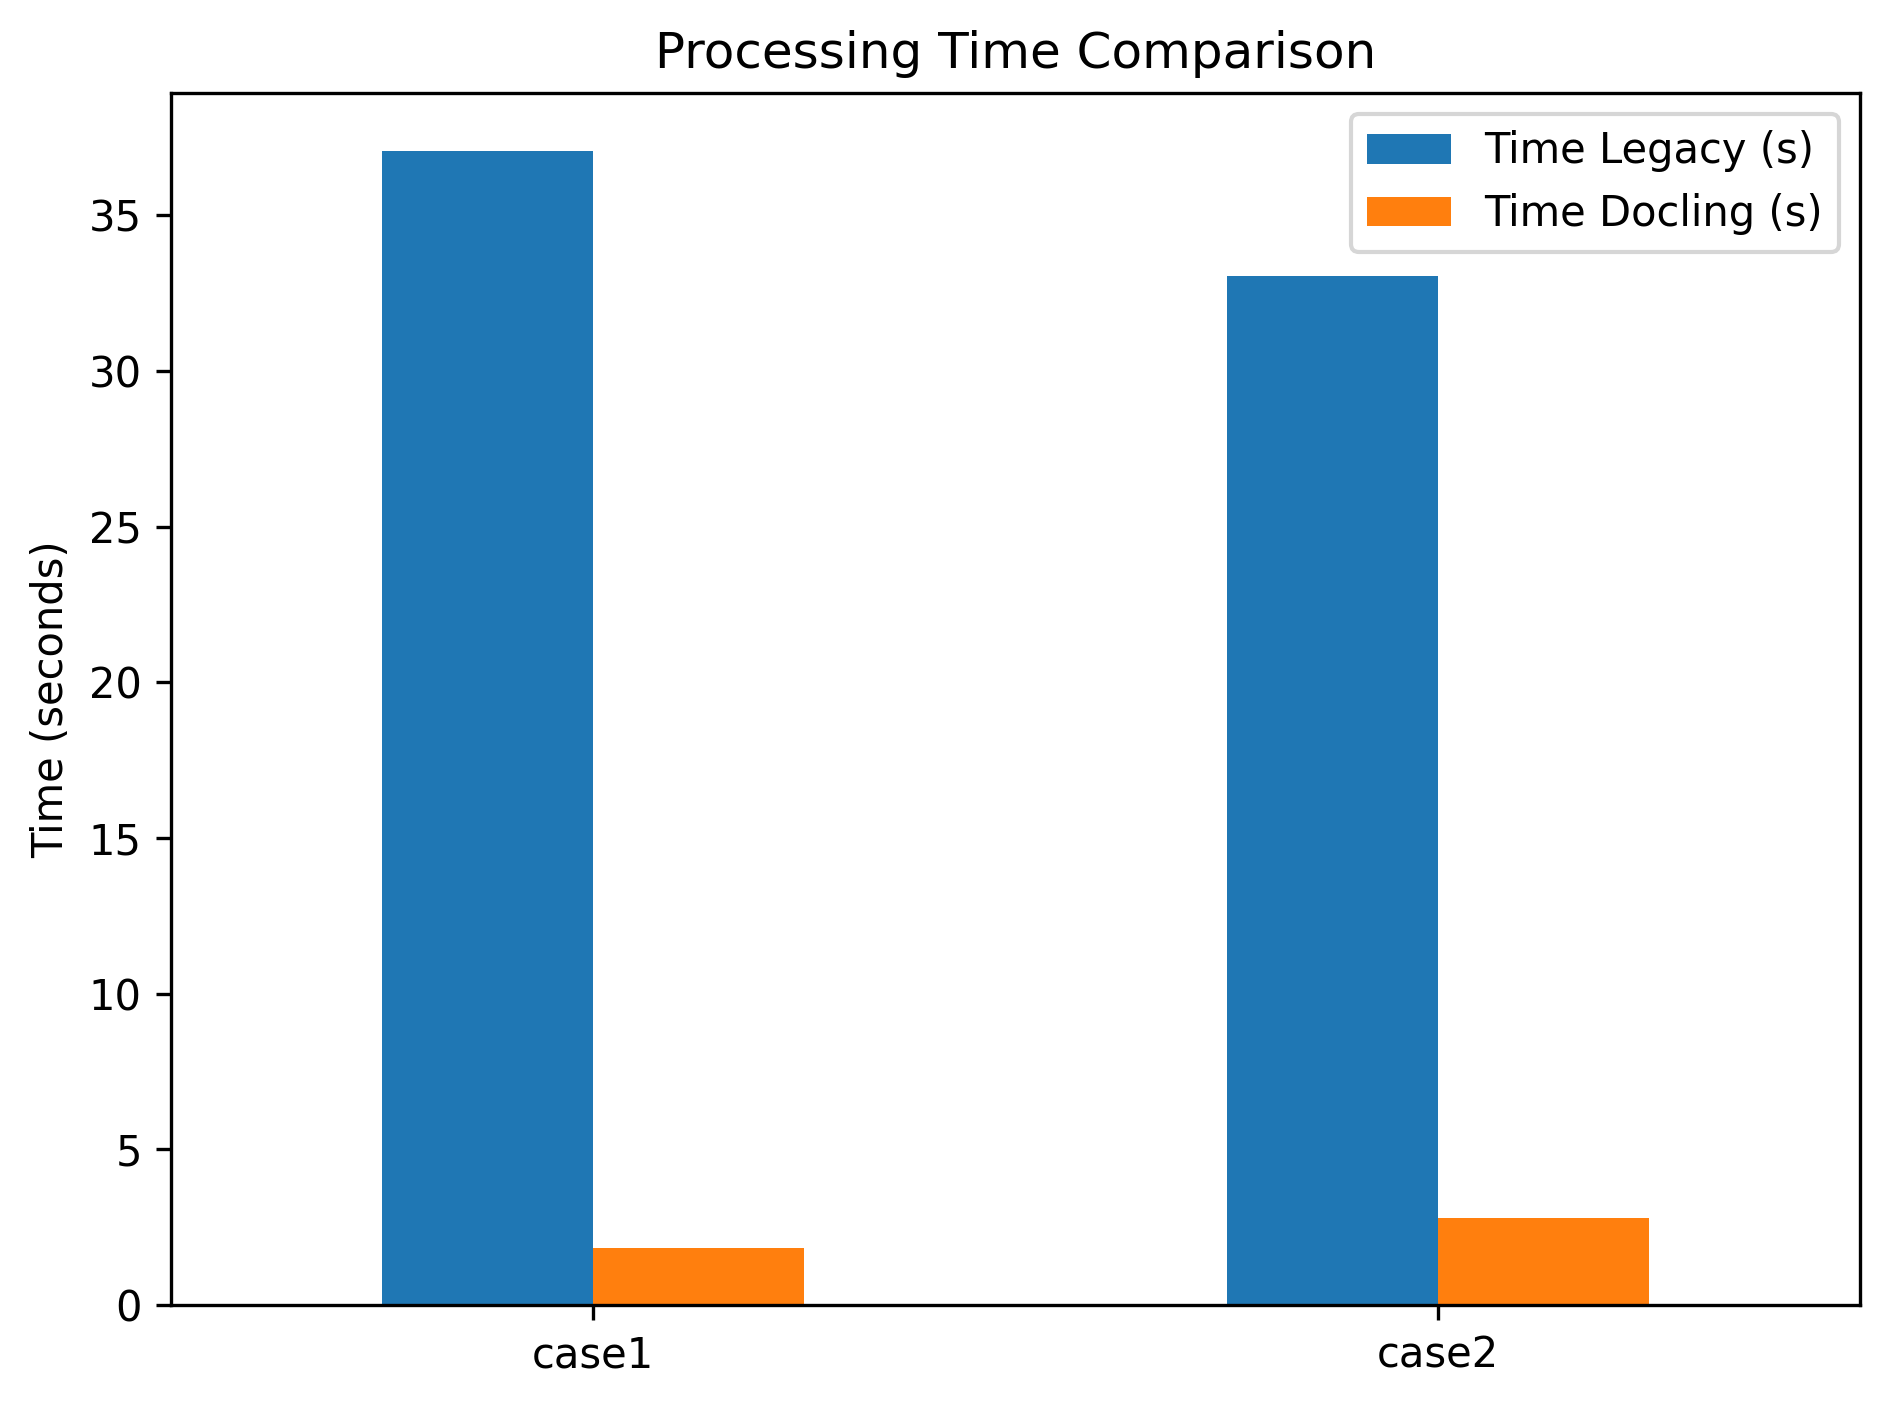 Processing Time Comparison
Time Legacy (s)
Time Docling (s)
Time (seconds)
35
30
25
20
15
10
5
0
case1
case2